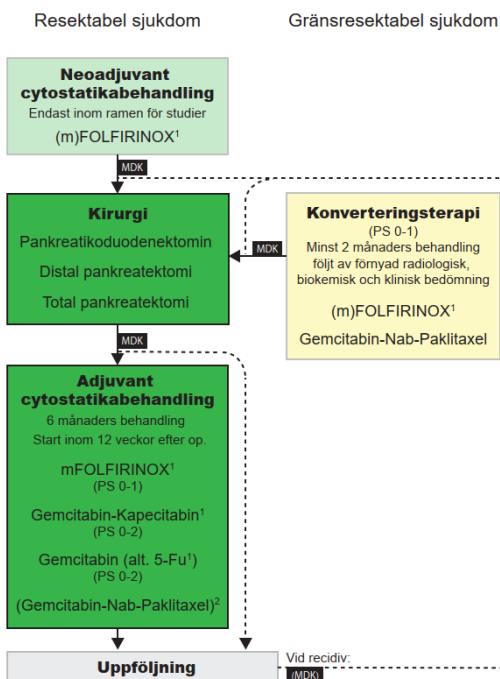 Resektabel sjukdom
Gränsresektabel sjukdom
Neoadjuvant
cytostatikabehandling
Endast inom ramen för studier
(m)FOLFIRINOX¹
MDK
Kirurgi
Pankreatikoduodenektomin
Distal pankreatektomi
Total pankreatektomi
MDK
Konverteringsterapi
(PS 0-1)
Minst 2 månaders behandling
följt av förnyad radiologisk,
biokemisk och klinisk bedömning
(m)FOLFIRINOX¹
Gemcitabin-Nab-Paklitaxel
MDK
Adjuvant
cytostatikabehandling
6 månaders behandling
Start inom 12 veckor efter op.
mFOLFIRINOX¹
(PS 0-1)
Gemcitabin-Kapecitabin¹
(PS 0-2)
Gemcitabin (alt. 5-Fu¹)
(PS 0-2)
(Gemcitabin-Nab-Paklitaxel)²
Uppföljning
Vid recidiv:
(MDK)